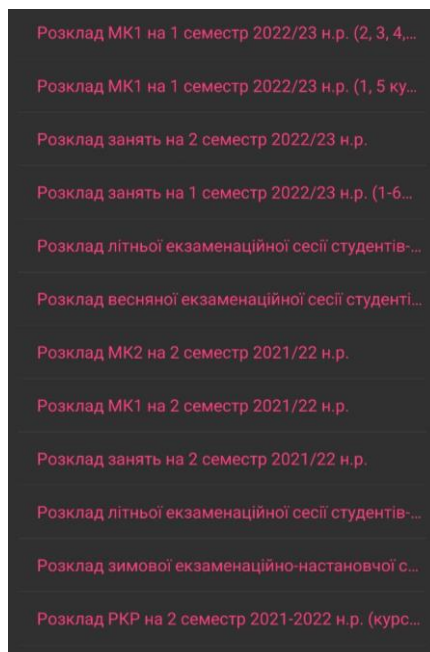 Розклад МК1 на 1 семестр 2022/23 н.р. (2, 3, 4,...
Розклад МК1 на 1 семестр 2022/23 н.р. (1, 5 ку...
Розклад занять на 2 семестр 2022/23 н.р.
Розклад занять на 1 семестр 2022/23 н.р. (1-6...
Розклад літньої екзаменаційної сесії студентів-...
Розклад весняної екзаменаційної сесії студенті...
Розклад МК2 на 2 семестр 2021/22 н.р.
Розклад МК1 на 2 семестр 2021/22 н.р.
Розклад занять на 2 семестр 2021/22 н.р.
Розклад літньої екзаменаційної сесії студентів-...
Розклад зимової екзаменаційно-настановчої с...
Розклад РКР на 2 семестр 2021-2022 н.р. (курс...